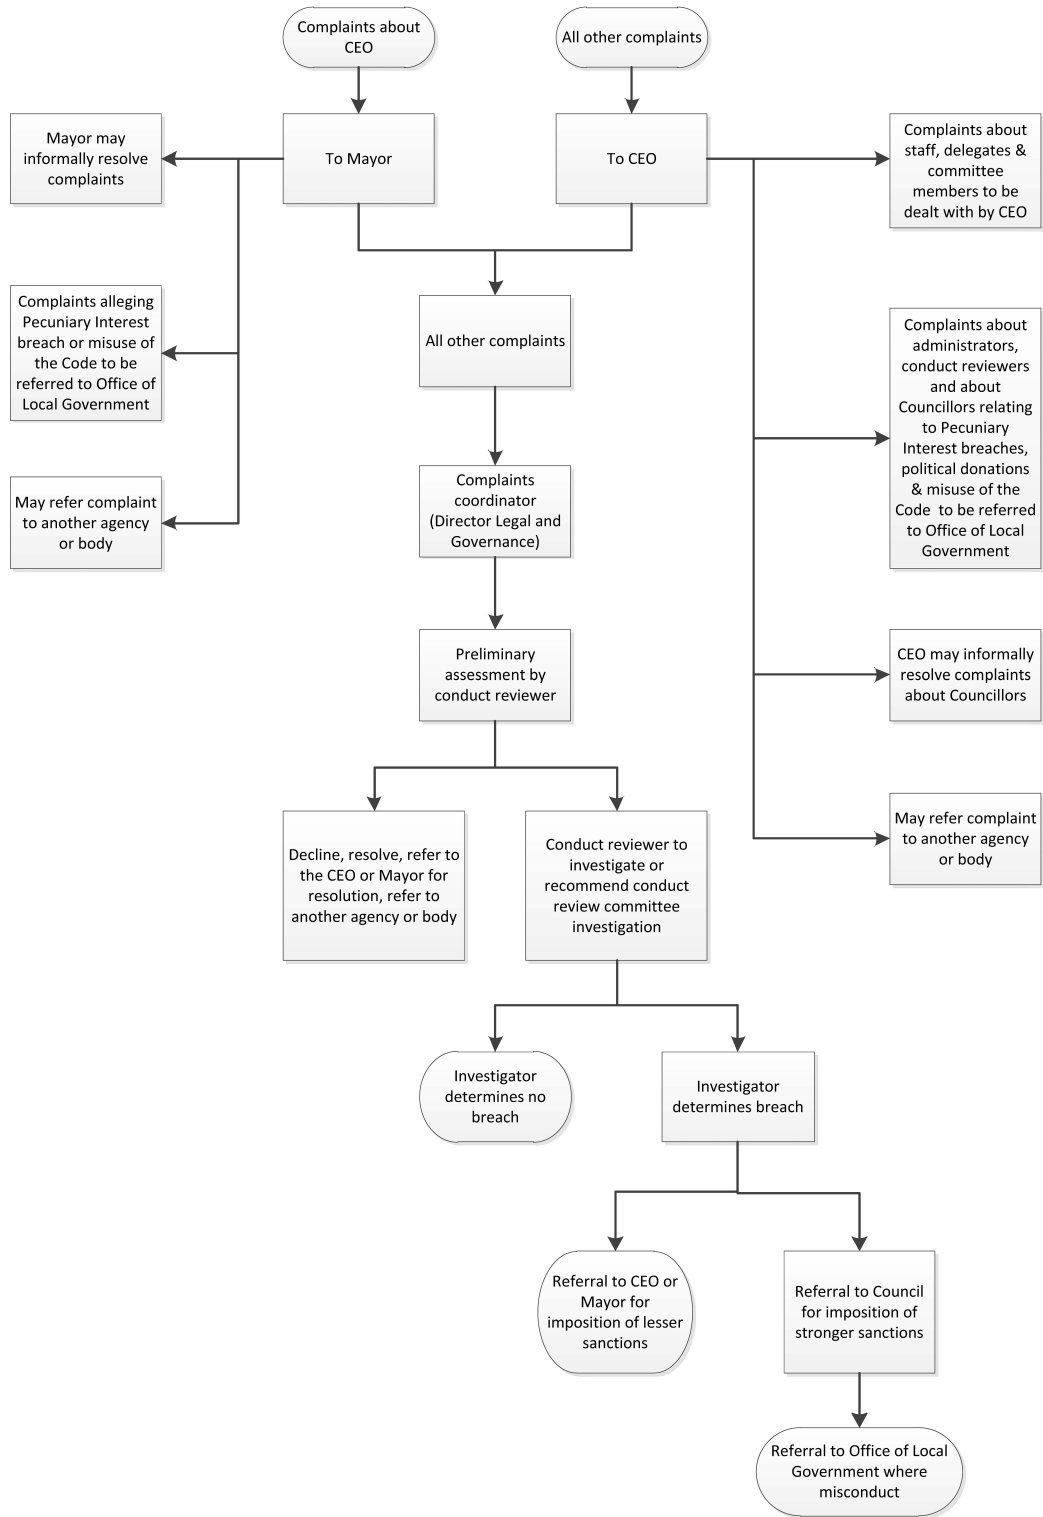 Complaints about
CEO
All other complaints
Mayor may
informally resolve
complaints
To Mayor
To CEO
Complaints about
staff, delegates &
committee
members to be
dealt with by CEO
Complaints alleging
Pecuniary Interest
breach or misuse of
the Code to be
referred to Office of
Local Government
All other complaints
Complaints about
administrators,
conduct reviewers
and about
Councillors relating
to Pecuniary
Interest breaches,
political donations
& misuse of the
Code to be referred
to Office of Local
Government
May refer complaint
to another agency
or body
Complaints
coordinator
(Director Legal and
Governance)
Preliminary
assessment by
conduct reviewer
CEO may informally
resolve complaints
about Councillors
May refer complaint
to another agency
or body
Decline, resolve, refer to
the CEO or Mayor for
resolution, refer to
another agency or body
Conduct reviewer to
investigate or
recommend conduct
review committee
investigation
Investigator
determines no
breach
Investigator
determines breach
Referral to CEO or
Mayor for
imposition of lesser
sanctions
Referral to Council
for imposition of
stronger sanctions
Referral to Office of Local
Government where
misconduct